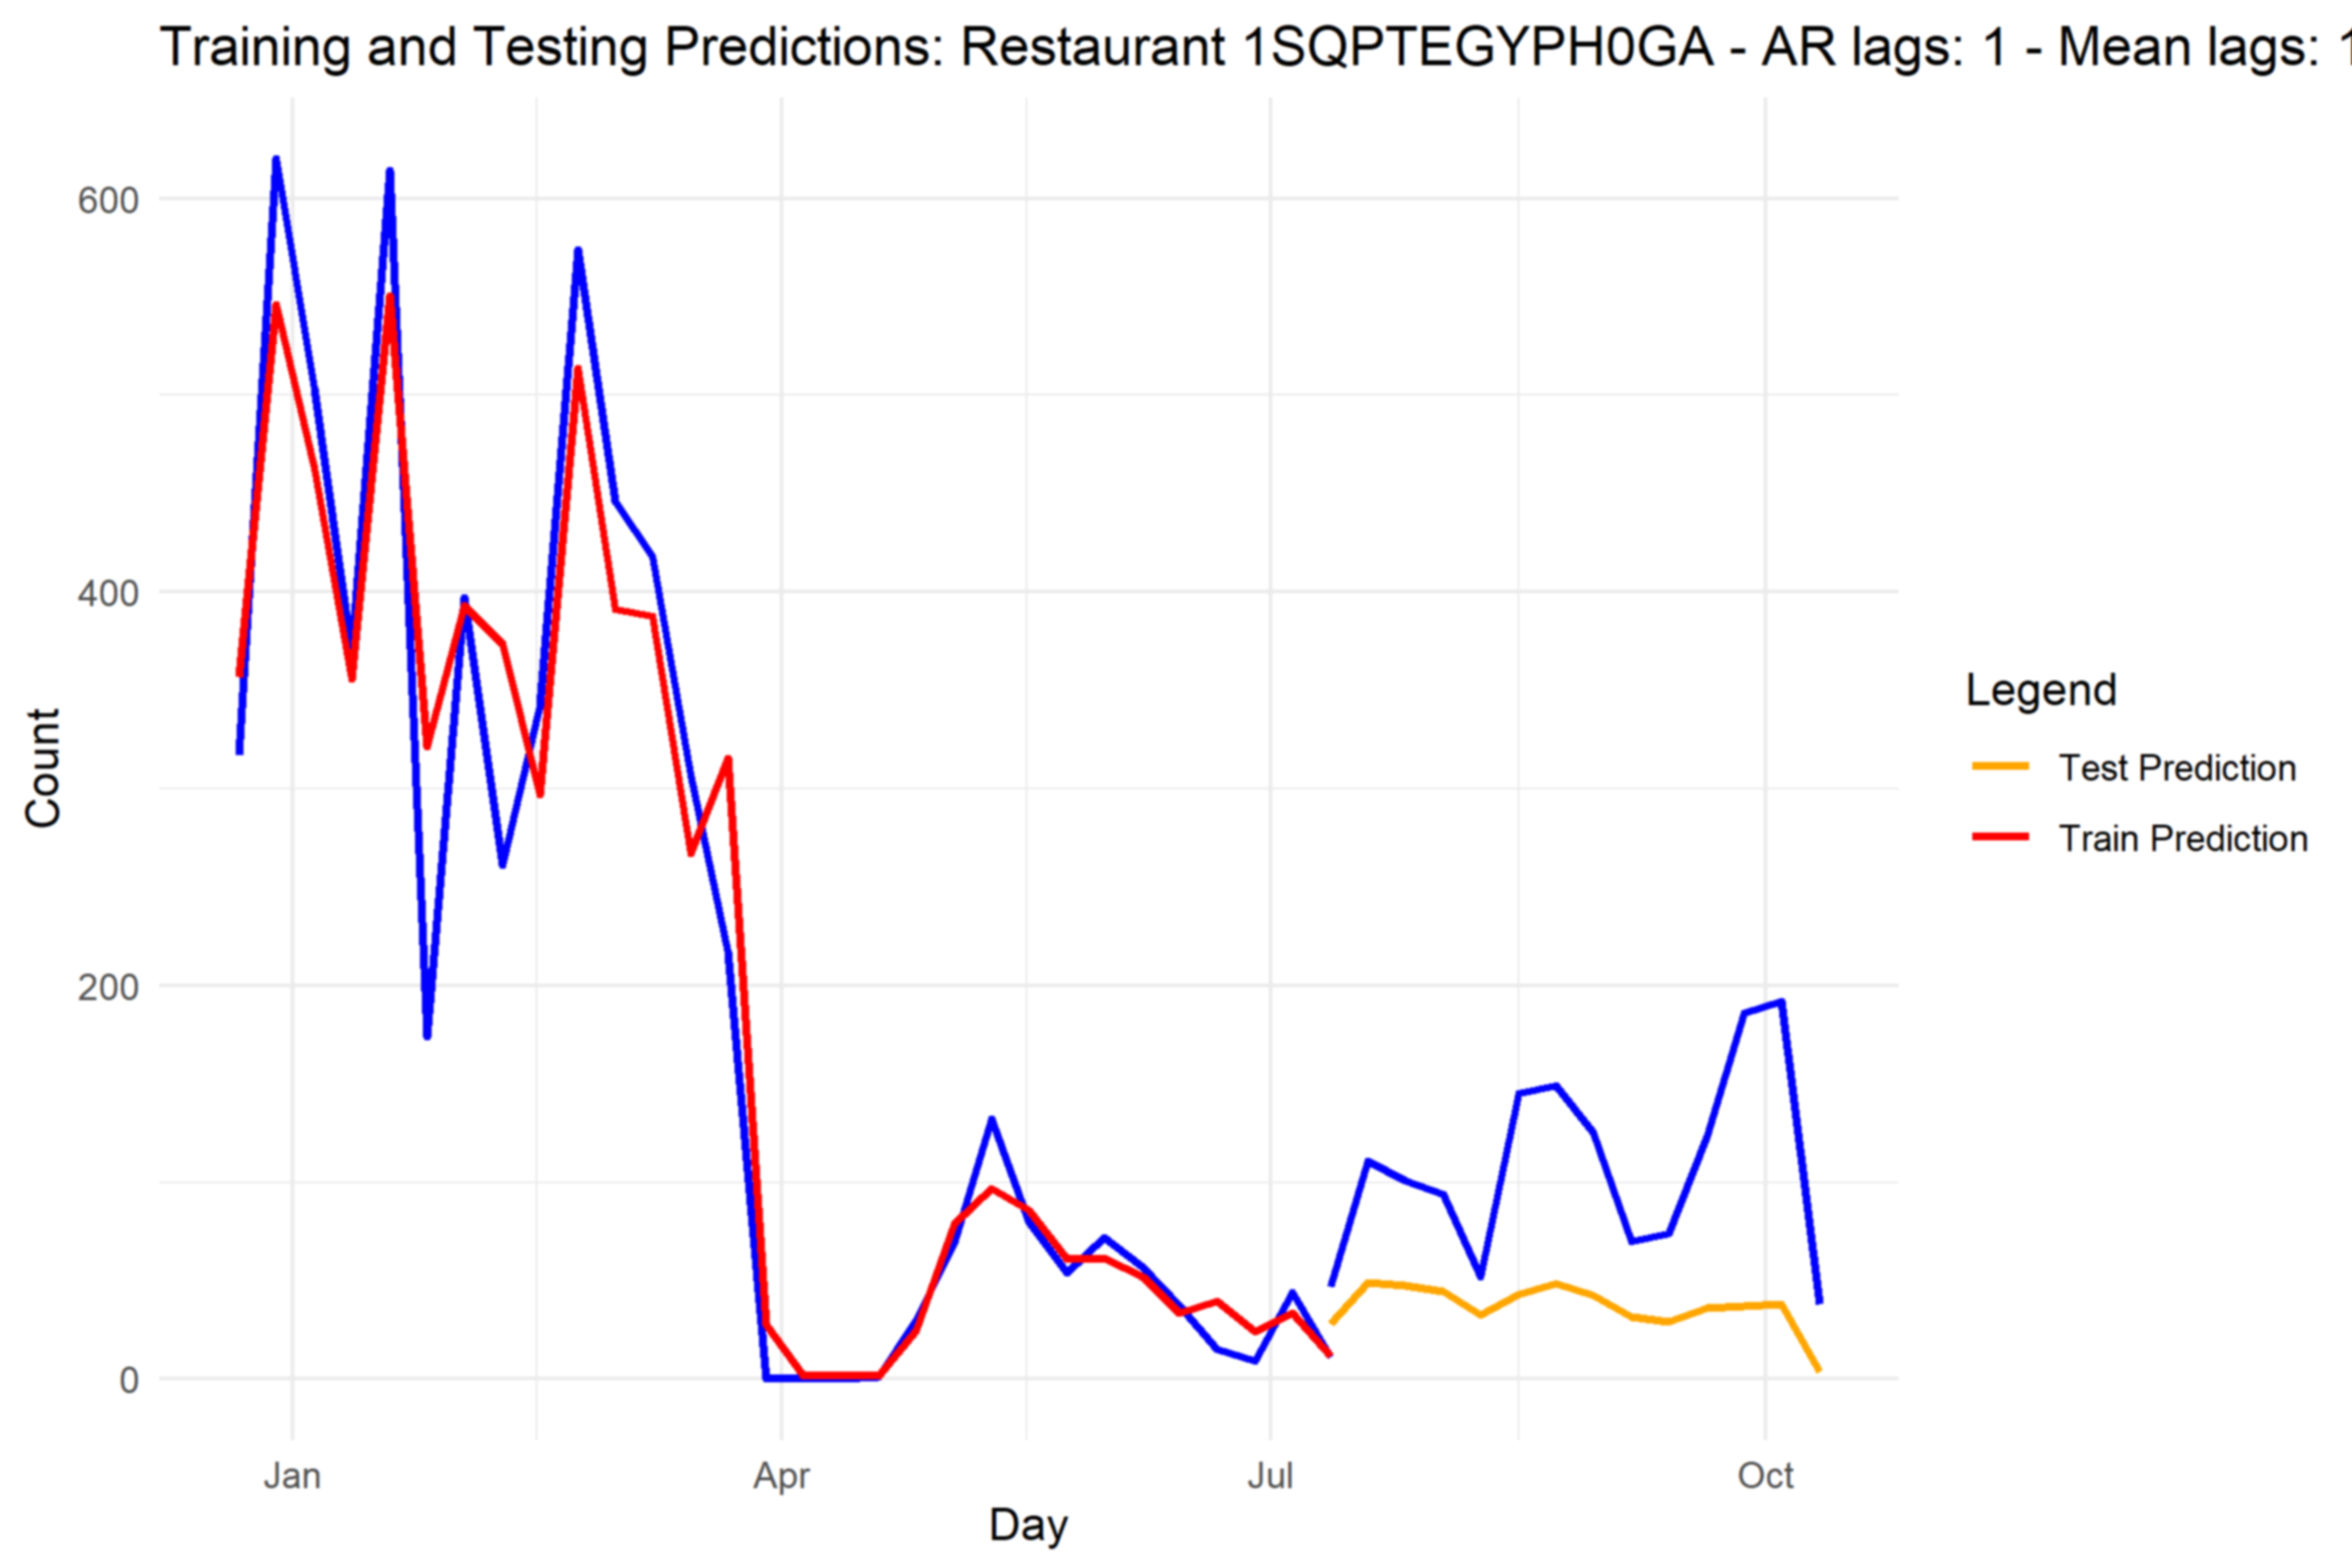 Training and Testing Predictions: Restaurant 1SQPTEGYPH0GA - AR lags: 1 - Mean lags: 1
600
400
200
0
Count
Jan Apr Jul Oct
Day
Legend
Test Prediction
Train Prediction